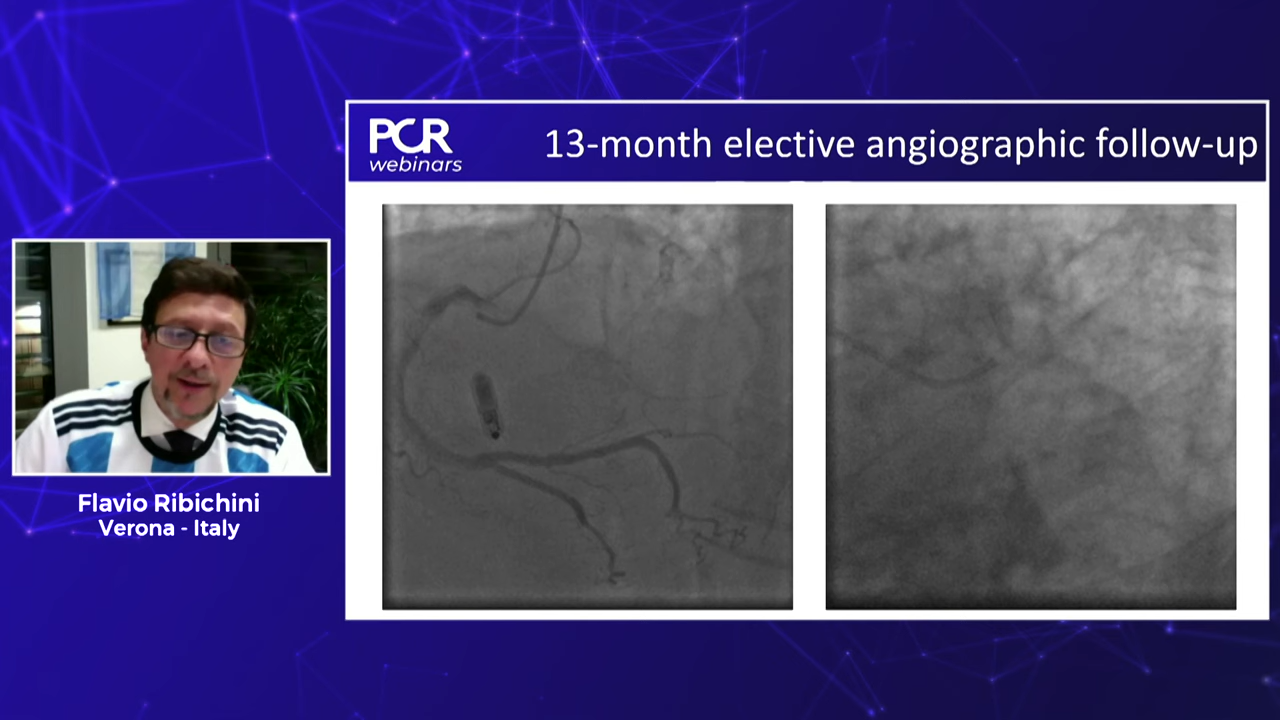 PCR
webinars
13-month elective angiographic follow-up
Flavio Ribichini
Verona - Italy